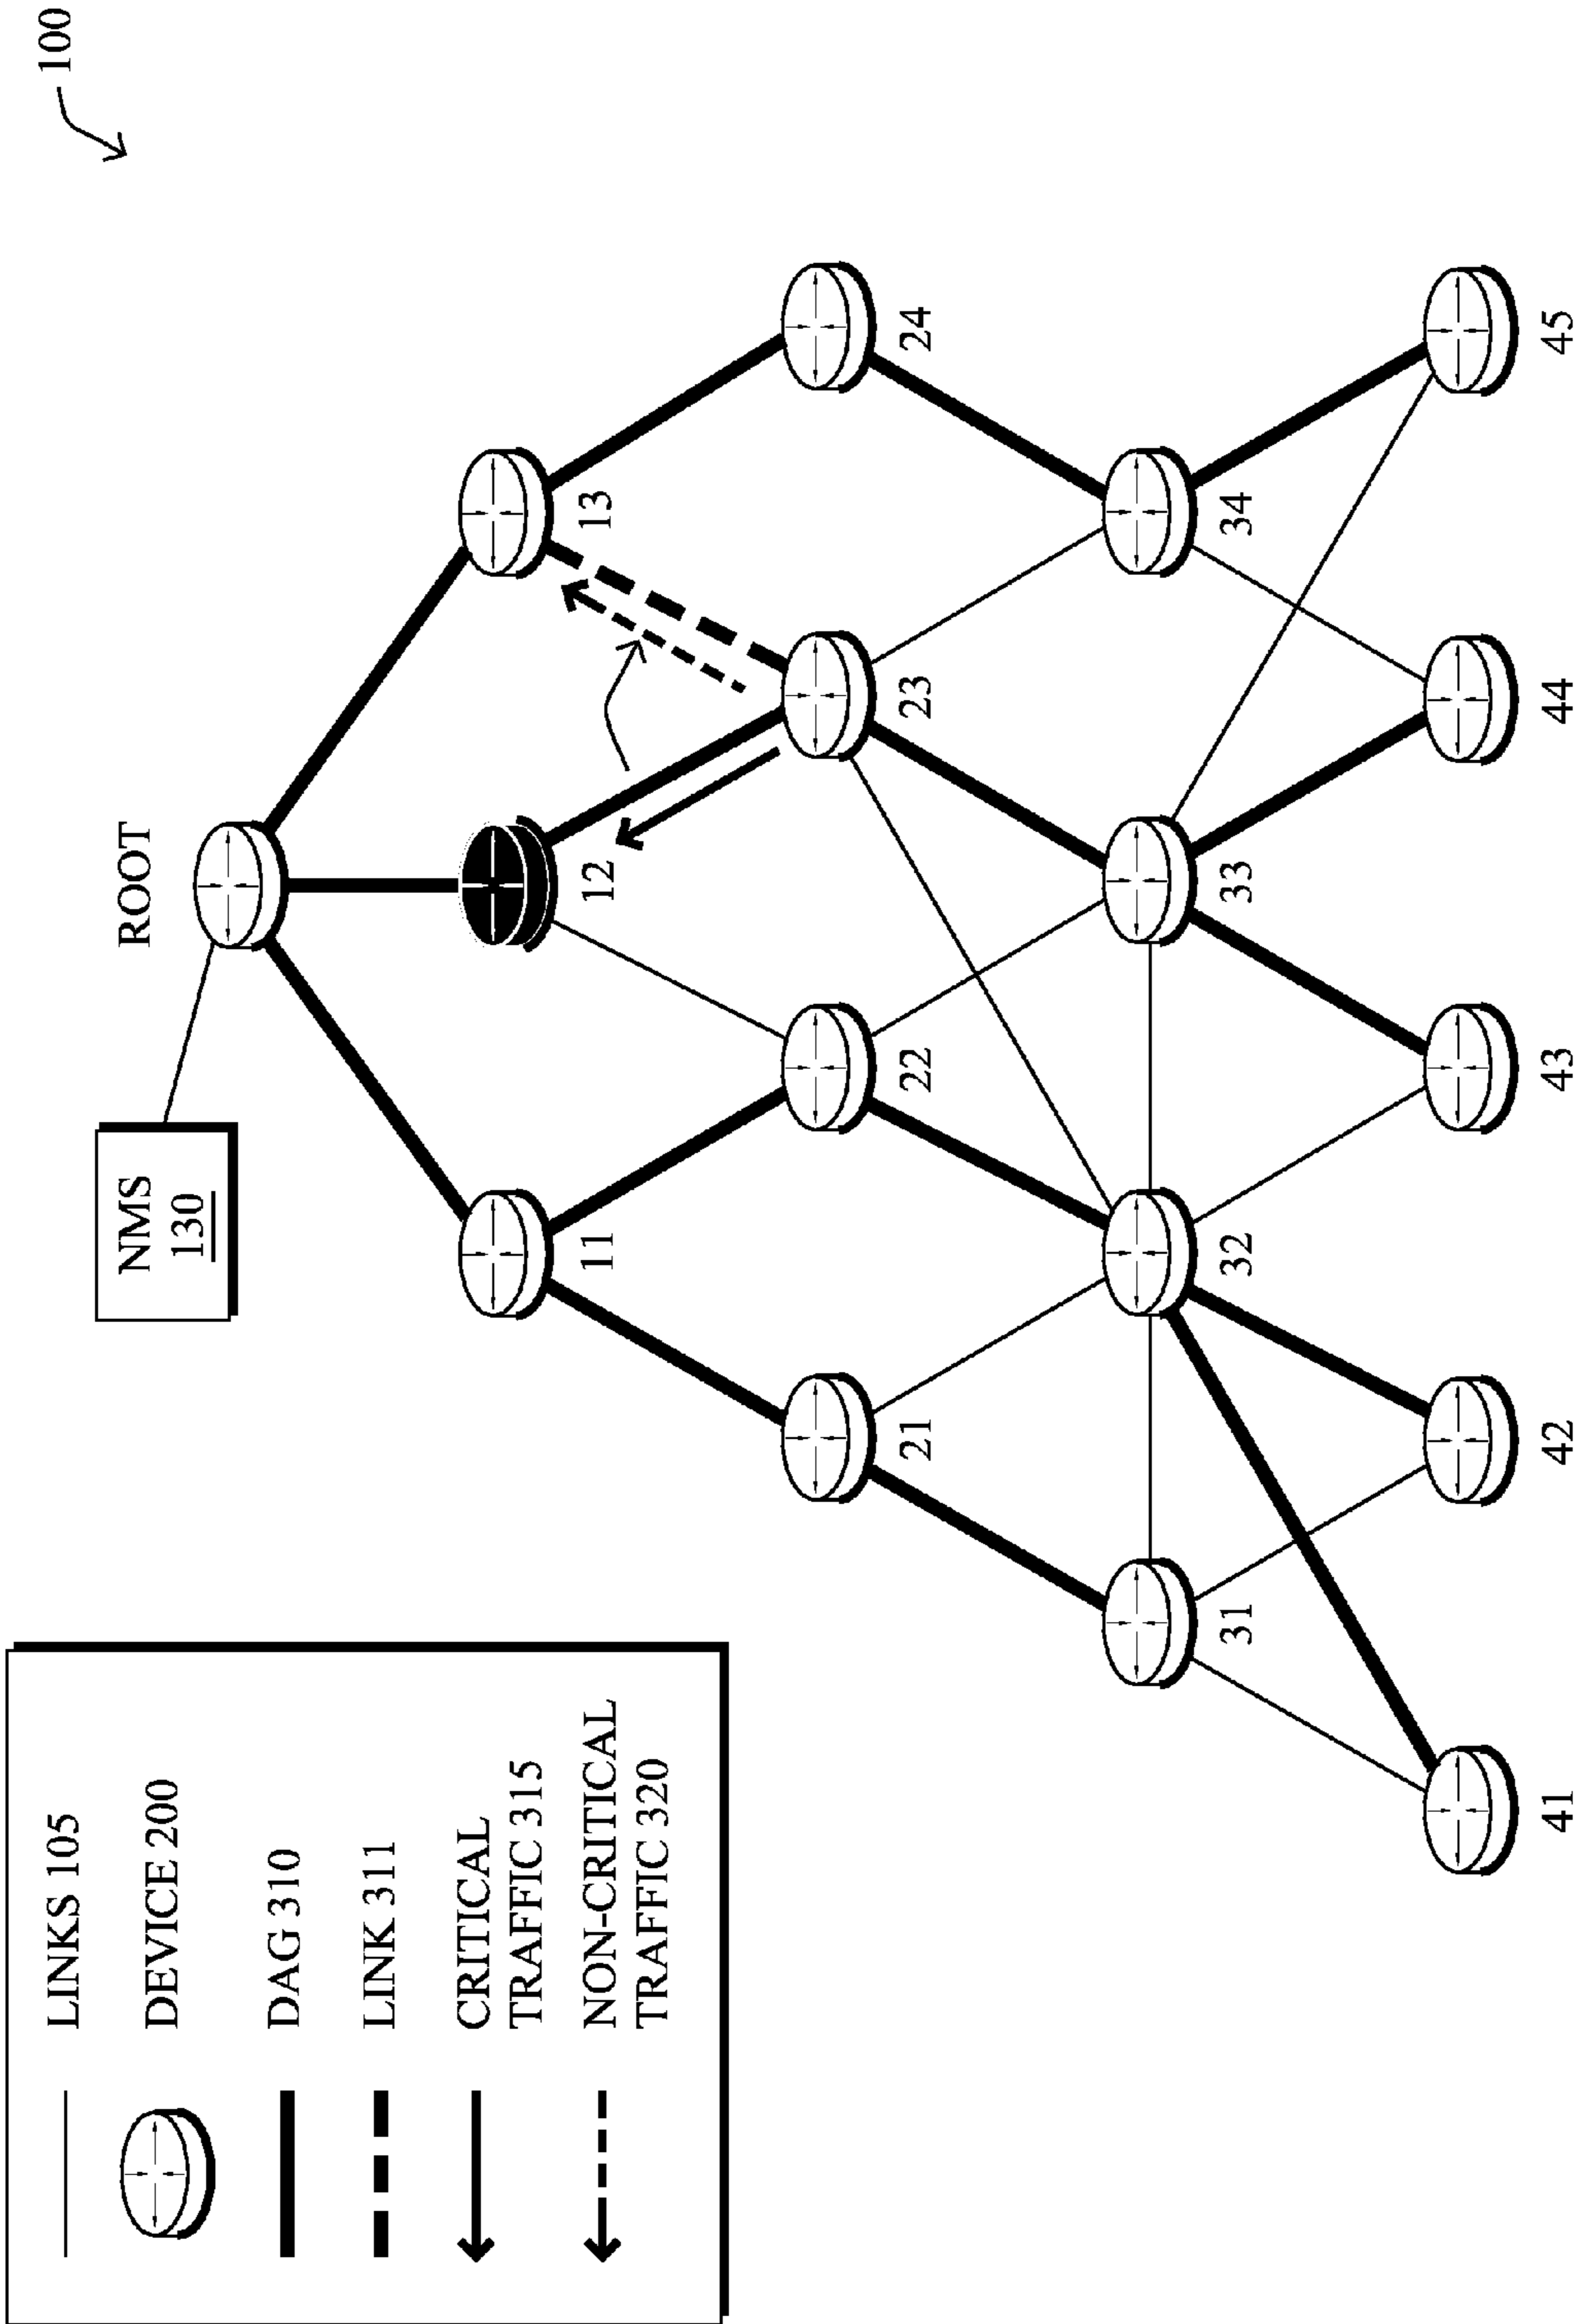 100
LINKS 105
DEVICE 200
DAG 310
LINK 311
CRITICAL
TRAFFIC 315
NON-CRITICAL
TRAFFIC 320
NMS
130
ROOT
11
12
13
21
22
23
24
31
32
33
34
41
42
43
44
45